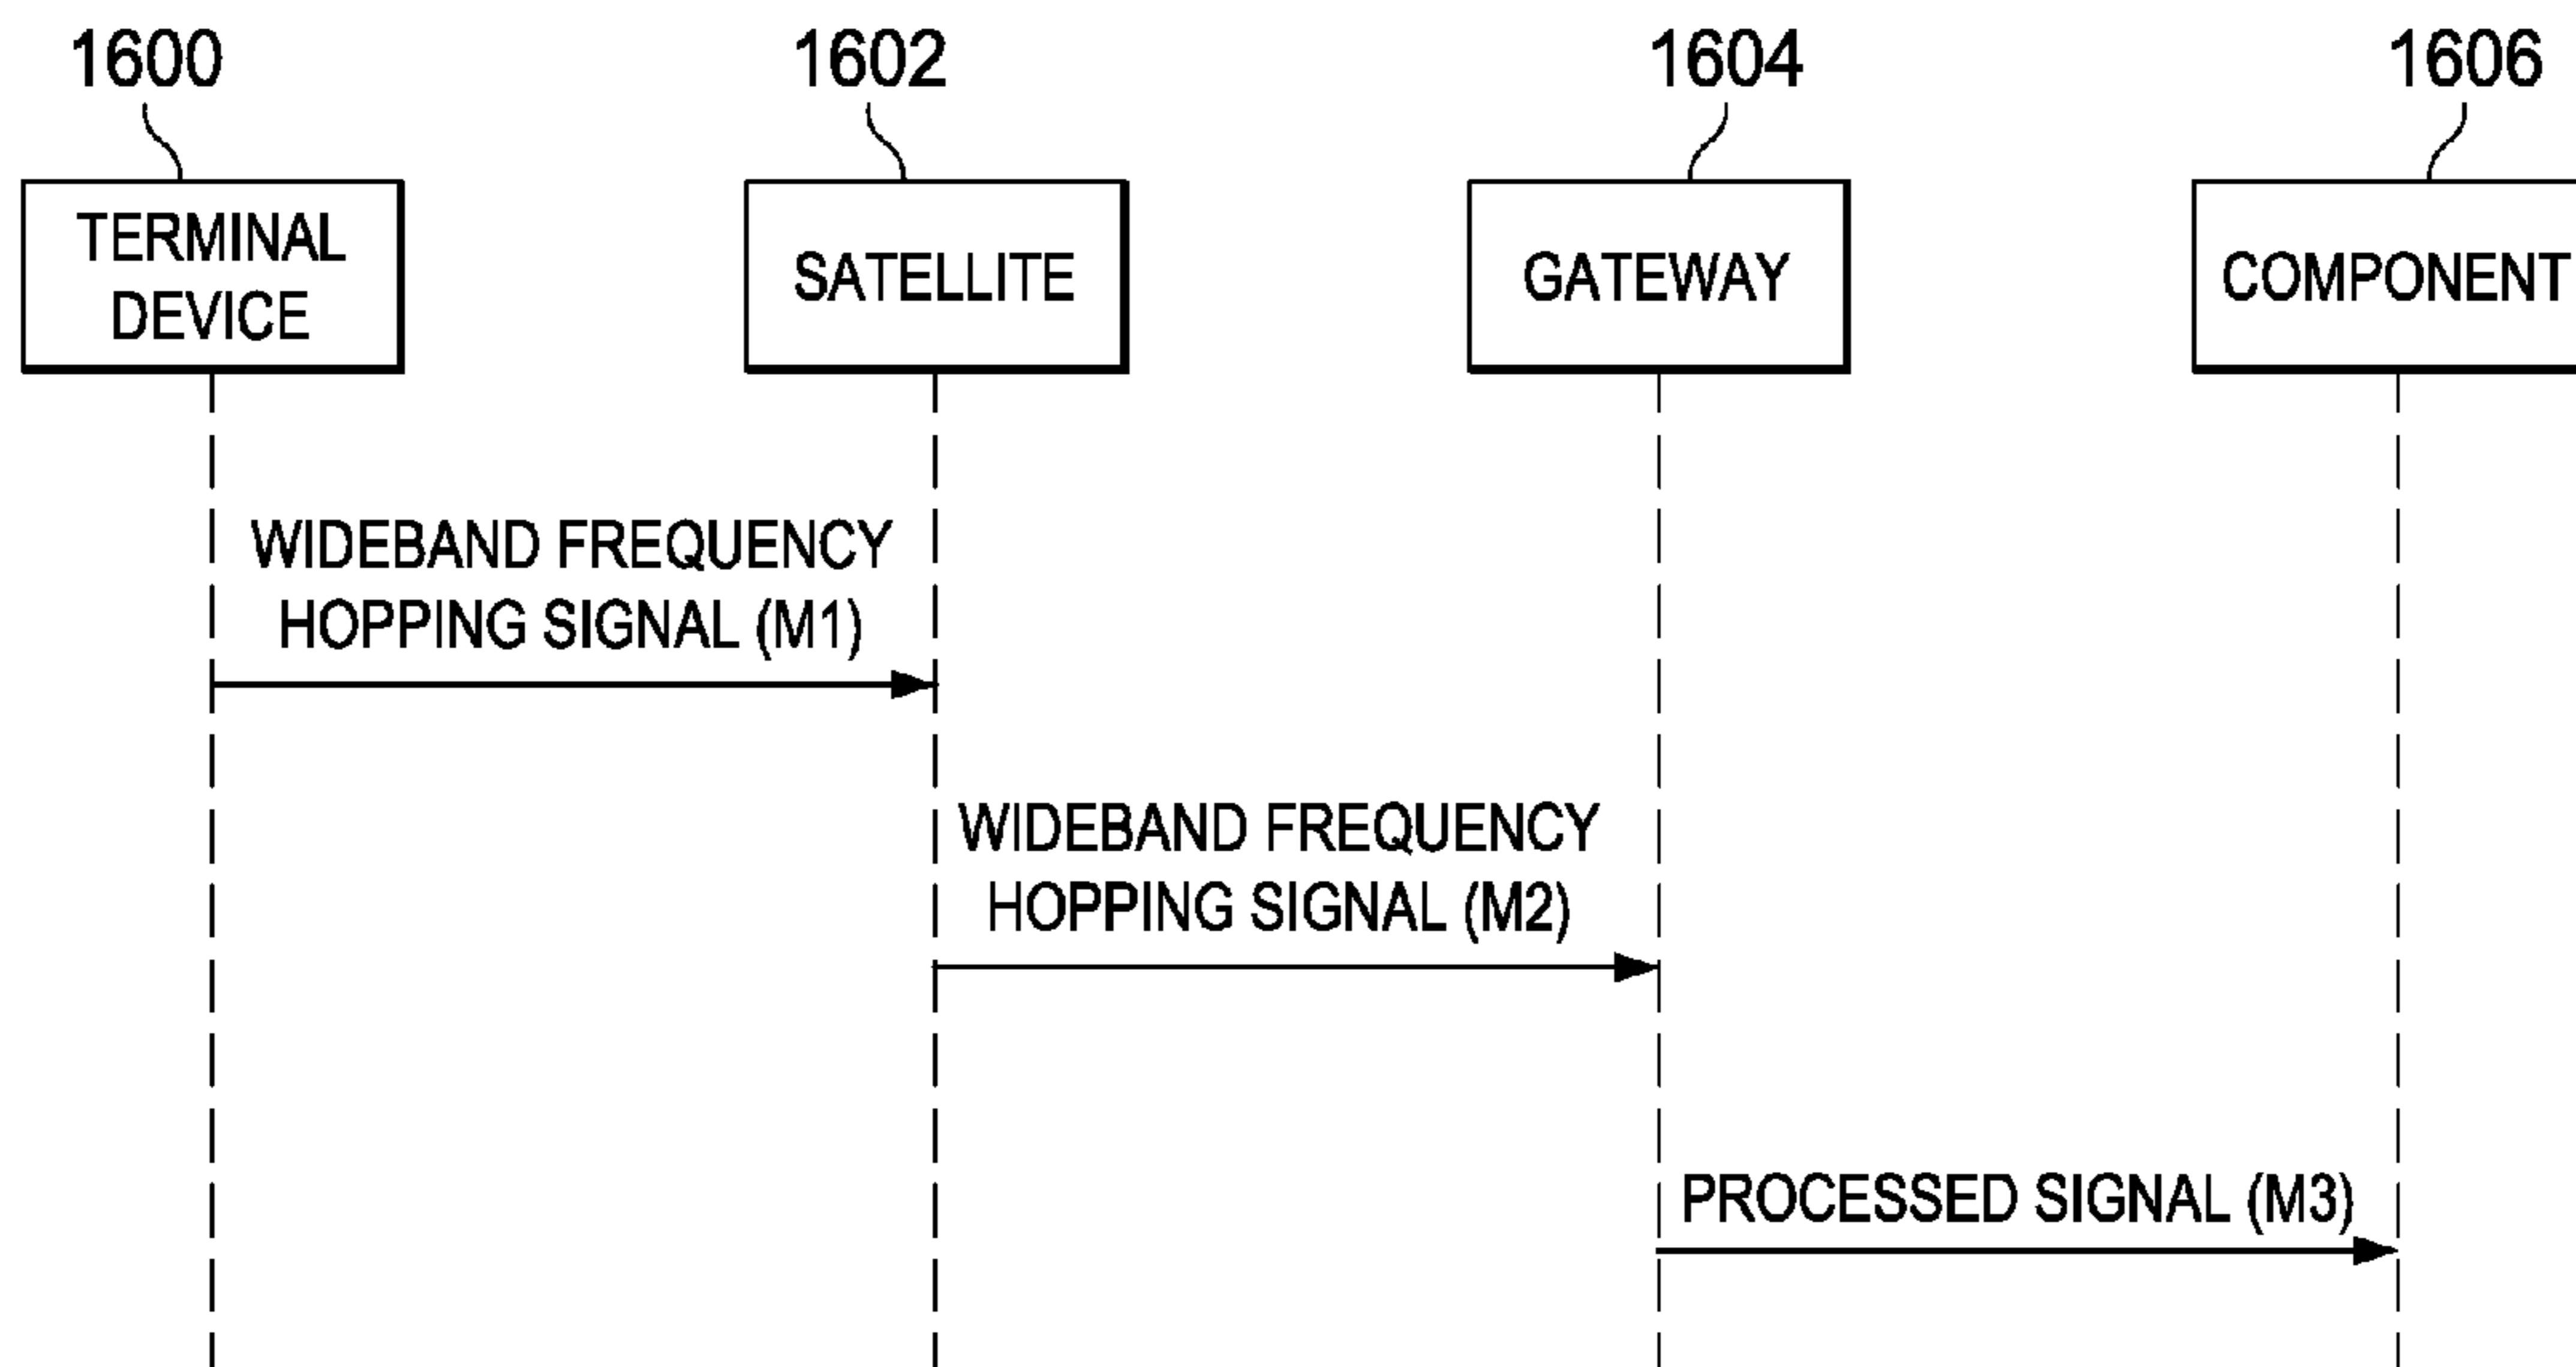 1600
1602
1604
1606
TERMINAL
DEVICE
SATELLITE
GATEWAY
COMPONENT
WIDEBAND FREQUENCY
HOPPING SIGNAL (M1)
WIDEBAND FREQUENCY
HOPPING SIGNAL (M2)
PROCESSED SIGNAL (M3)